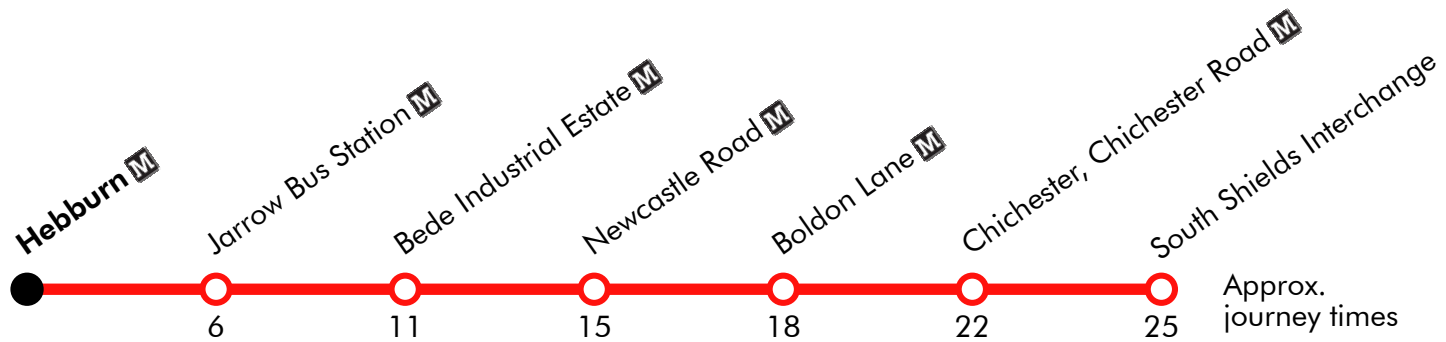 Hebburn M
Jarrow Bus Station M
Bede Industrial Estate M
Newcastle Road M
Boldon Lane M
Chichester, Chichester Road M
South Shields Interchange
6
11
15
18
22
25
Approx.
journey times